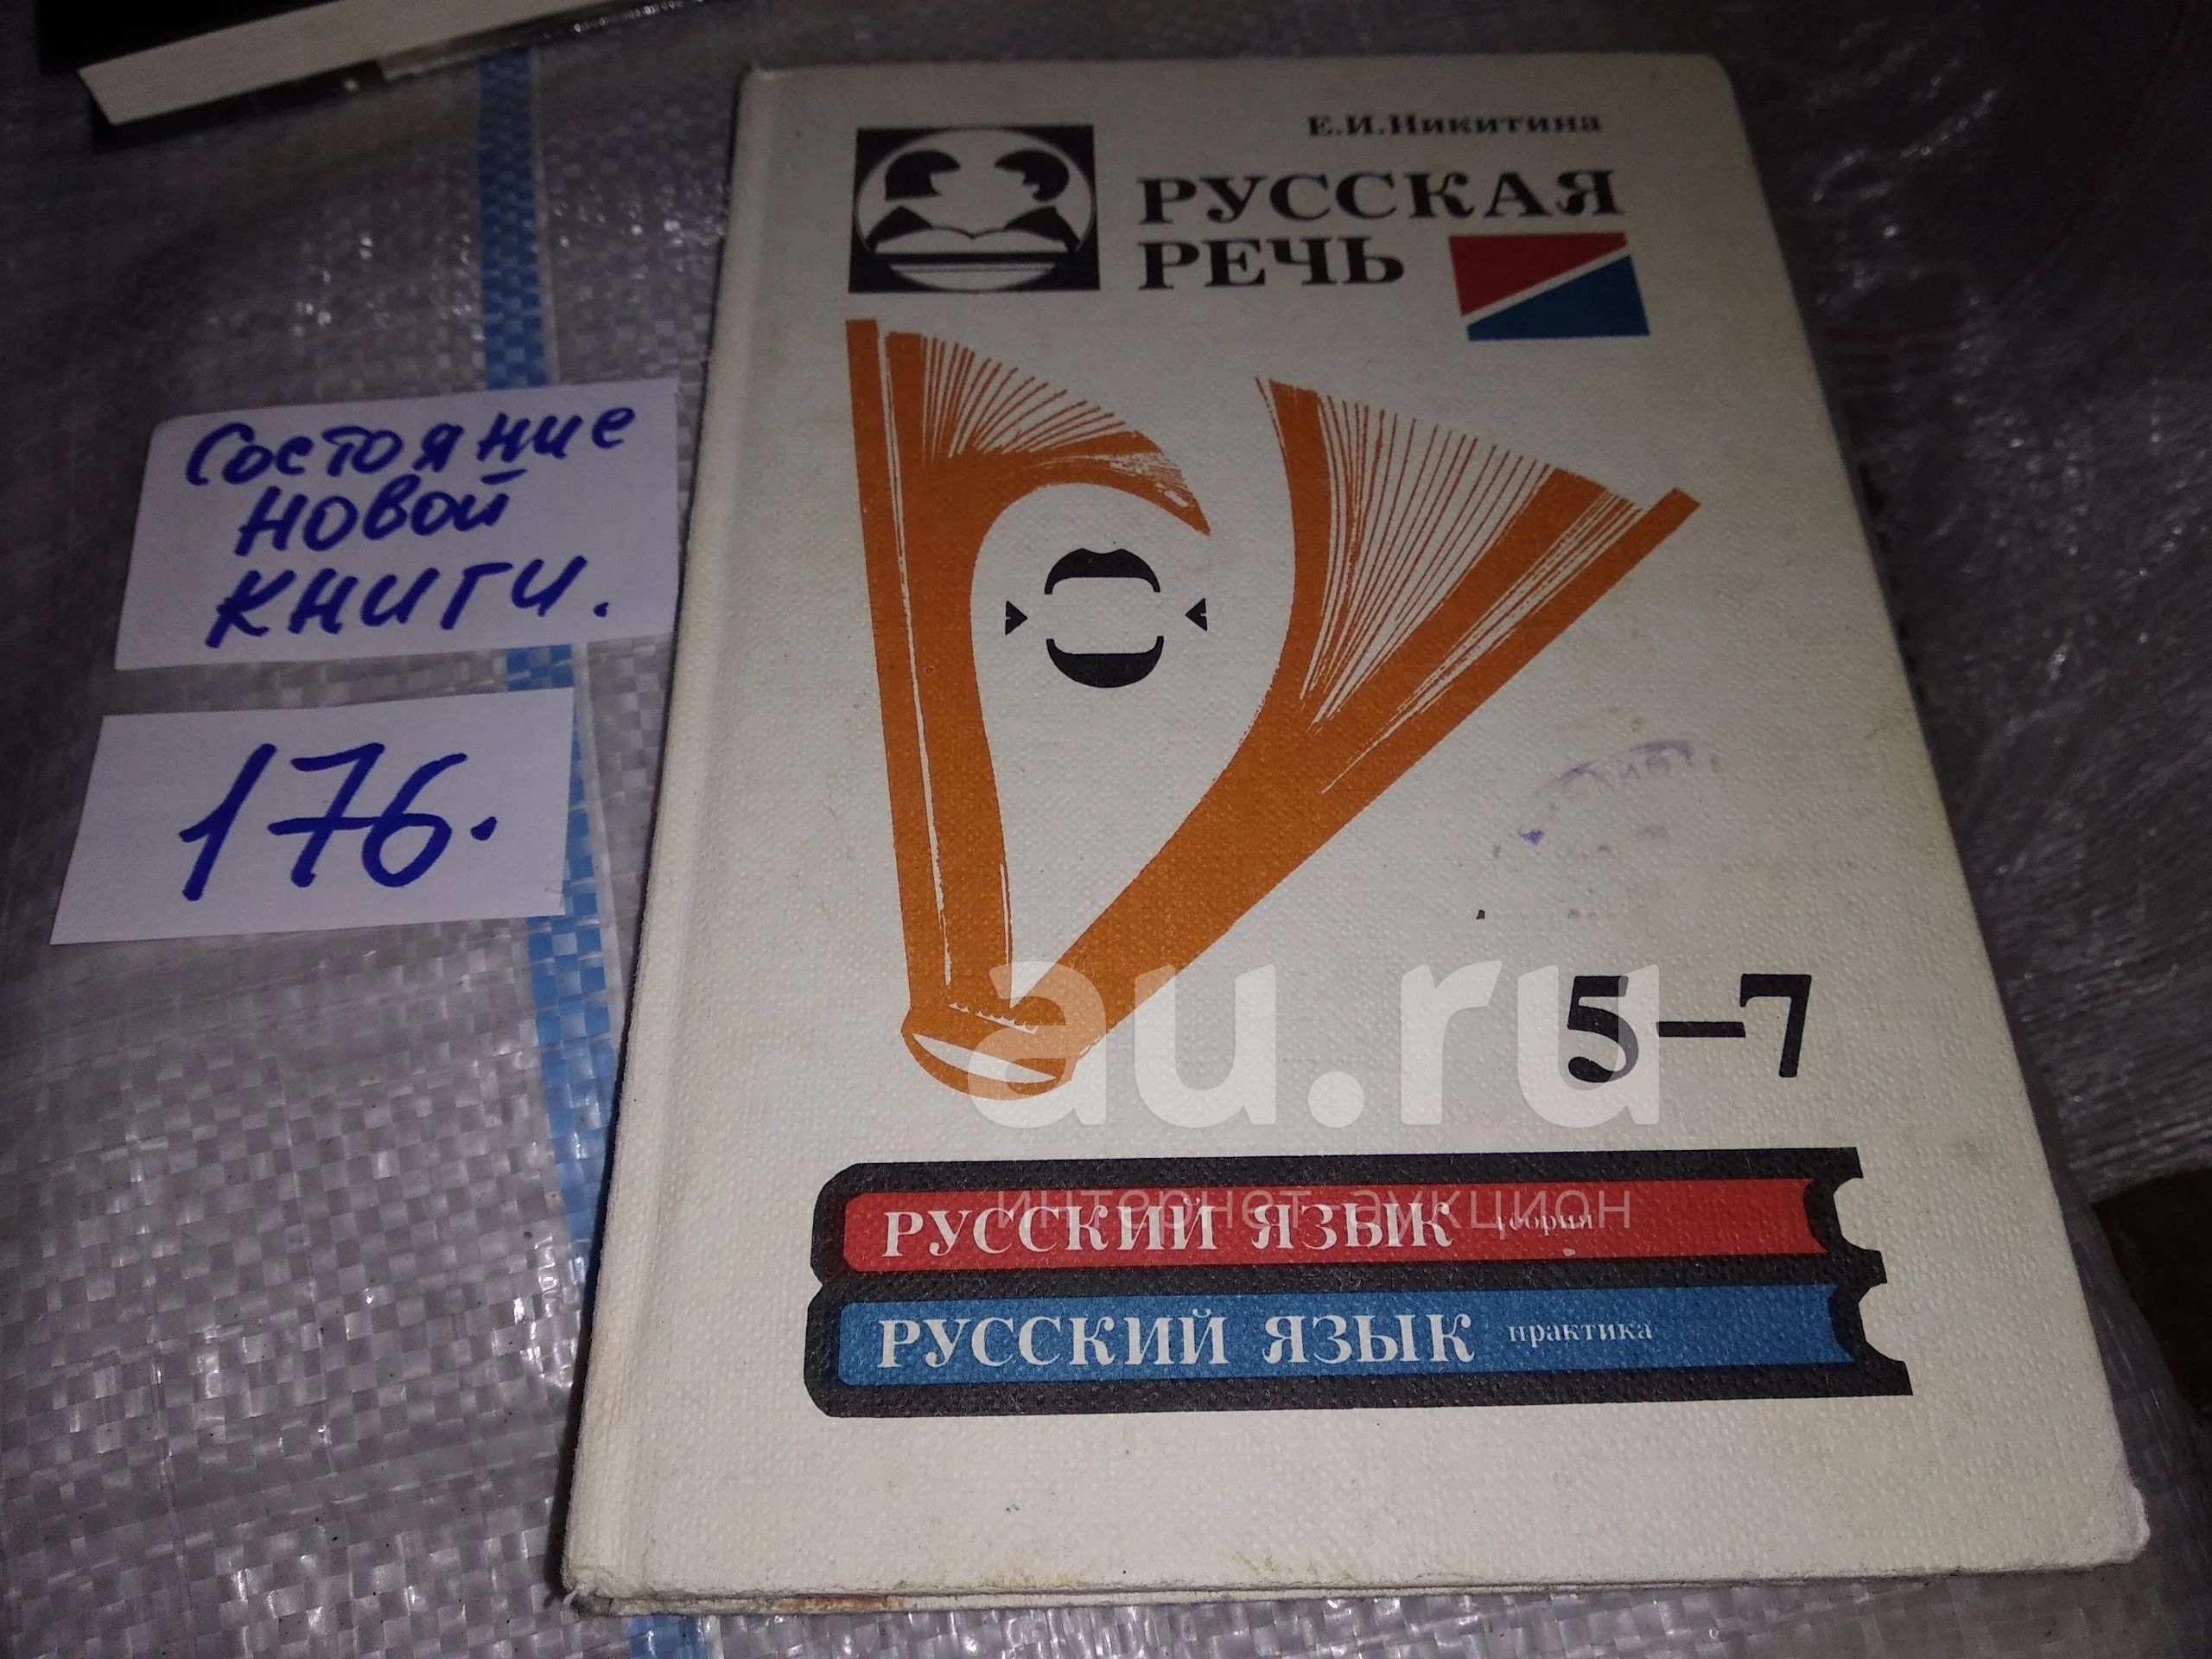 Е.И.Никитина
РУССКАЯ
РЕЧЬ
Состояние
новой
книги.
176.
5–7
au.ru
интернет-аукцион
РУССКИЙ ЯЗЫК теория
РУССКИЙ ЯЗЫК практика